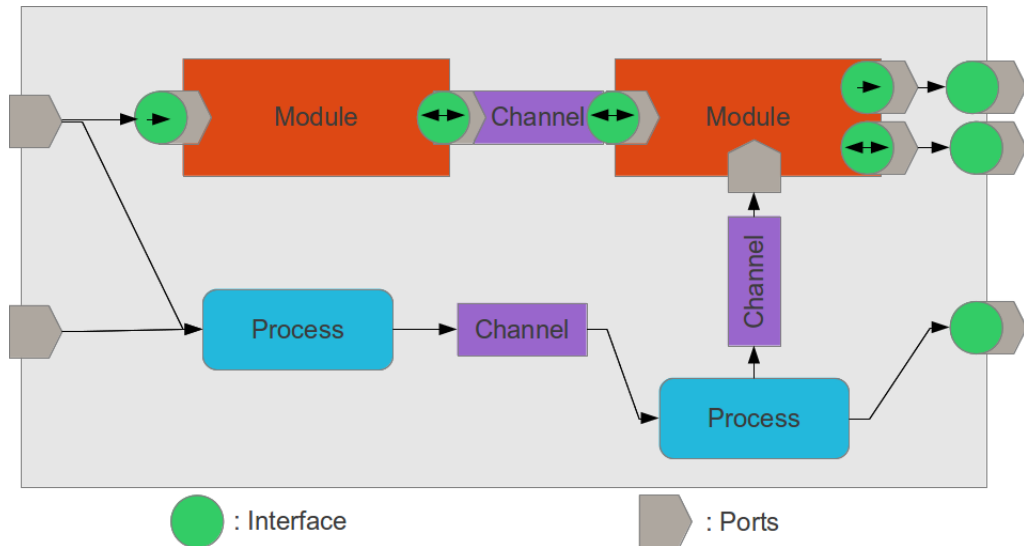 Module
Channel
Module
Channel
Process
Channel
Process
: Interface
: Ports